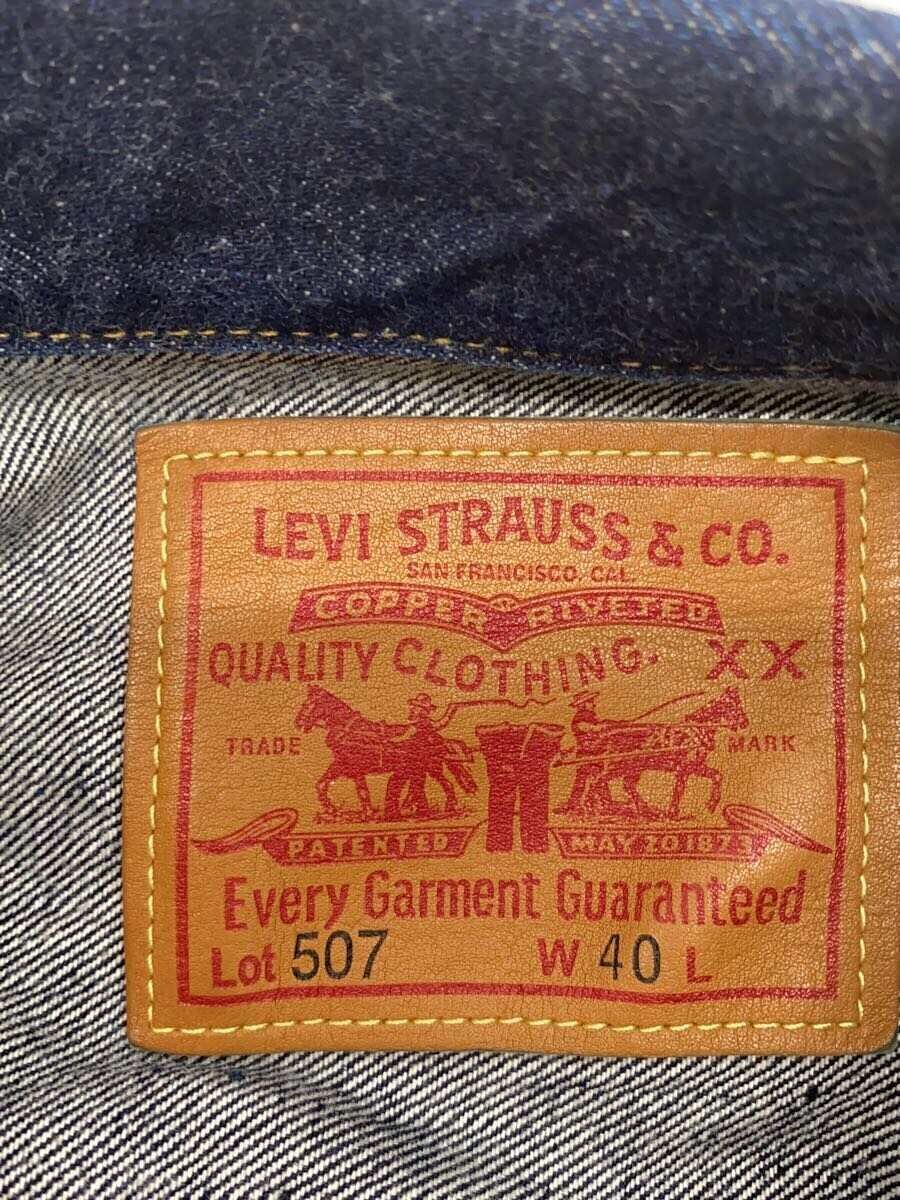 LEVI STRAUSS & CO.
SAN FRANCISCO, CAL.
COPPER RIVETED
QUALITY CLOTHING. XX
TRADE MARK
PATENTED MAY 20 1873
Every Garment Guaranteed
Lot 507 W 40 L